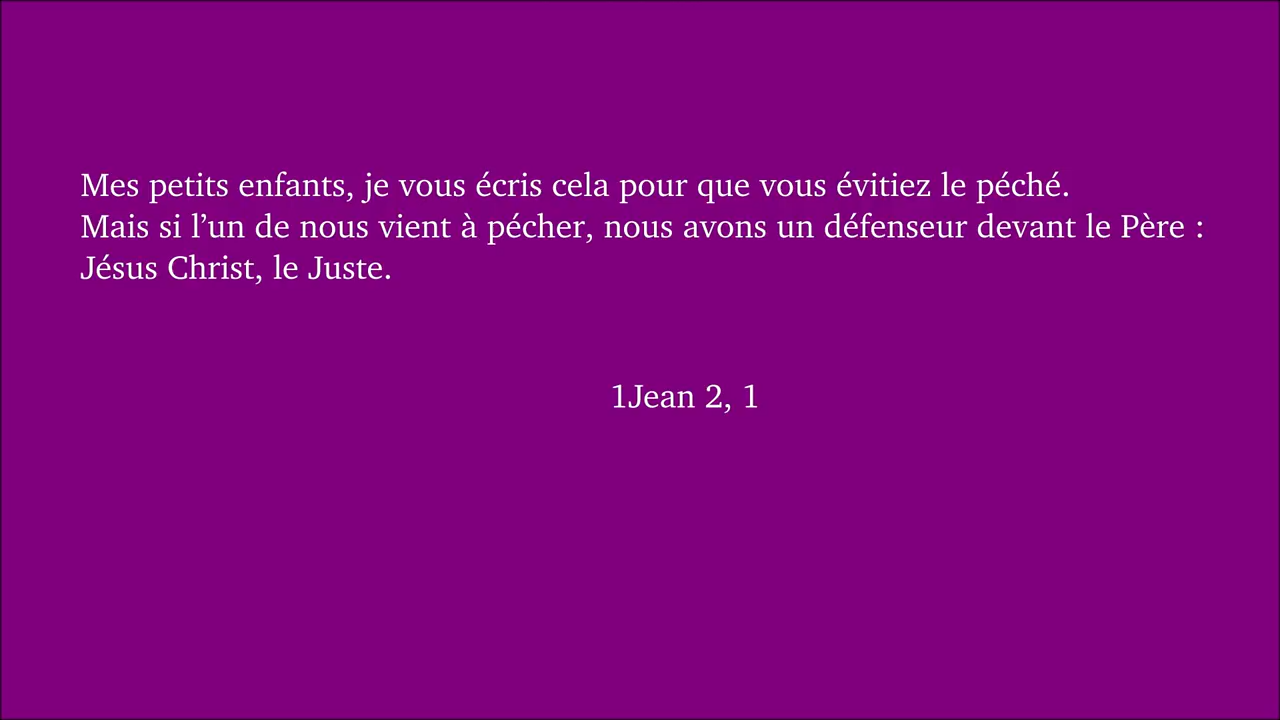 Mes petits enfants, je vous écris cela pour que vous évitiez le péché.
Mais si l’un de nous vient à pécher, nous avons un défenseur devant le Père :
Jésus Christ, le Juste.
1Jean 2, 1